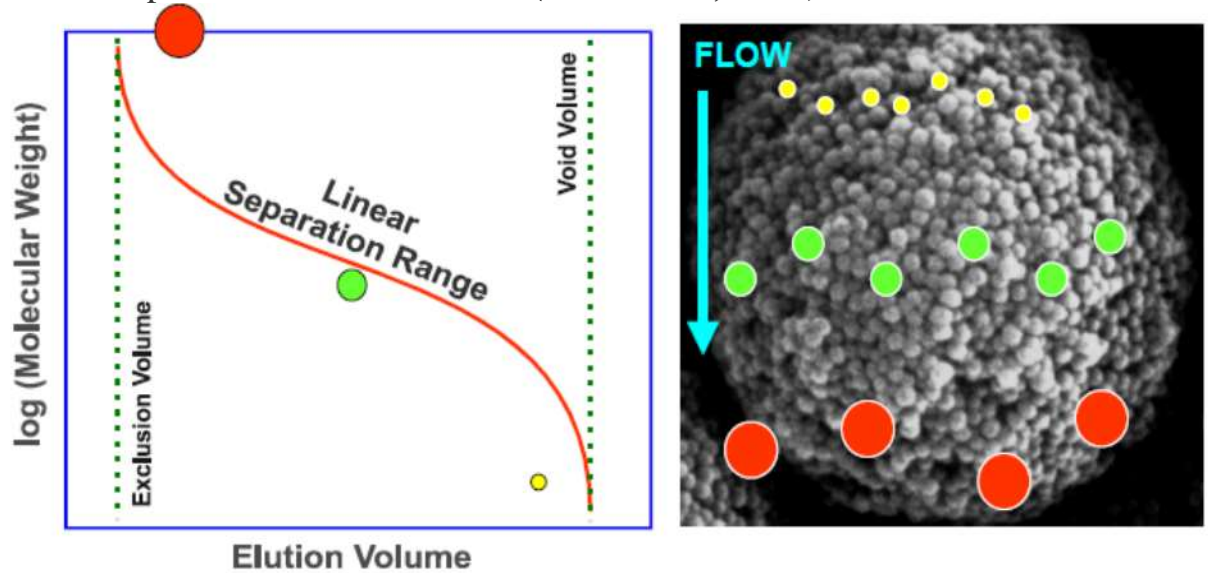 log (Molecular Weight)
Exclusion Volume
Linear
Separation Range
Void Volume
Elution Volume
FLOW